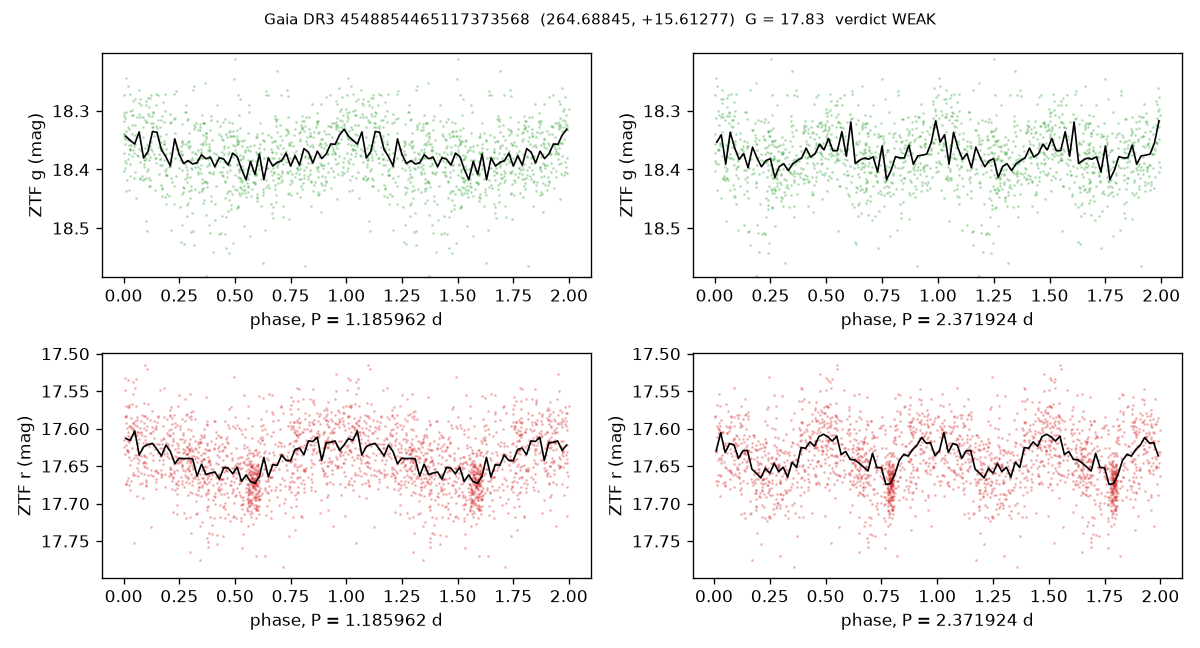 Gaia DR3 4548854465117373568 (264.68845, +15.61277) G = 17.83 verdict WEAK
ZTF g (mag)
18.3
18.4
18.5
0.00 0.25 0.50 0.75 1.00 1.25 1.50 1.75 2.00
phase, P = 1.185962 d
ZTF g (mag)
18.3
18.4
18.5
0.00 0.25 0.50 0.75 1.00 1.25 1.50 1.75 2.00
phase, P = 2.371924 d
ZTF r (mag)
17.50
17.55
17.60
17.65
17.70
17.75
0.00 0.25 0.50 0.75 1.00 1.25 1.50 1.75 2.00
phase, P = 1.185962 d
ZTF r (mag)
17.50
17.55
17.60
17.65
17.70
17.75
0.00 0.25 0.50 0.75 1.00 1.25 1.50 1.75 2.00
phase, P = 2.371924 d